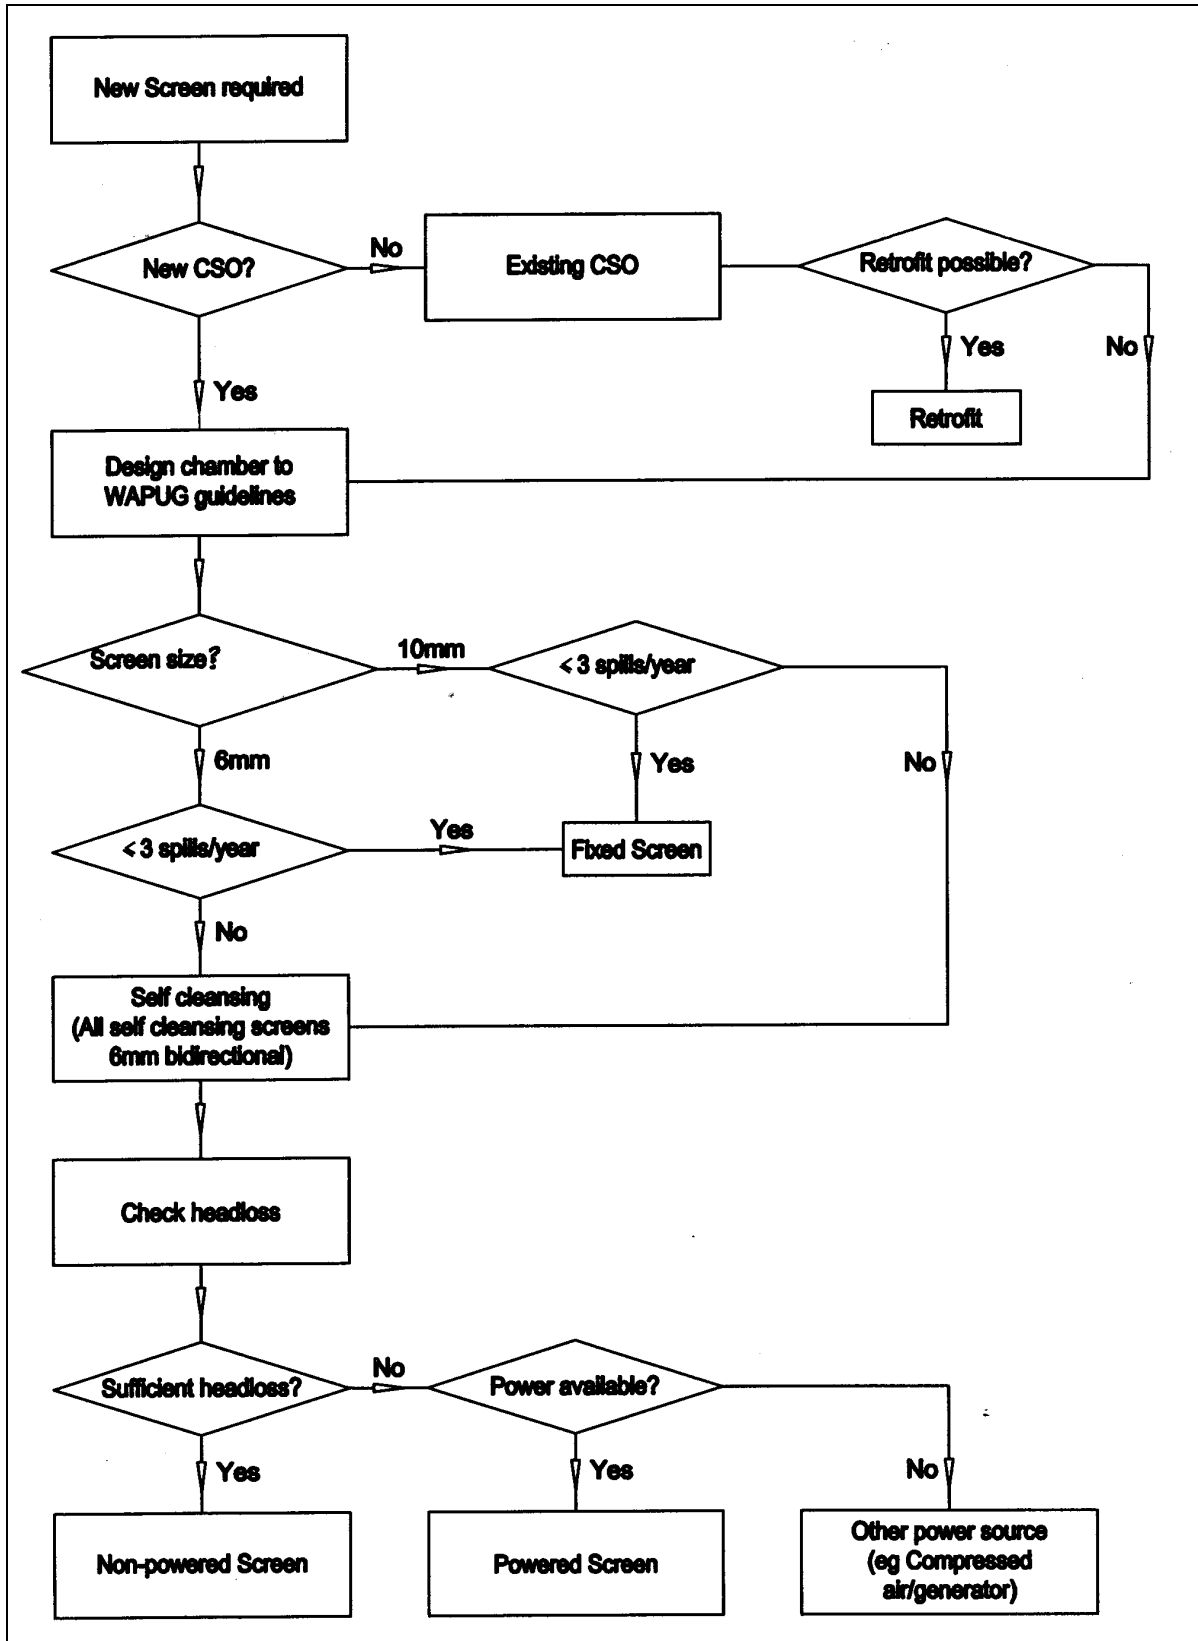 New Screen required
New CSO?
No
Existing CSO
Retrofit possible?
Yes
No
Yes
Retrofit
Design chamber to
WAPUG guidelines
Screen size?
10mm
< 3 spills/year
6mm
Yes
No
< 3 spills/year
Yes
Fixed Screen
No
Self cleansing
(All self cleansing screens
6mm bidirectional)
Check headloss
Sufficient headloss?
No
Power available?
Yes
Yes
No
Non-powered Screen
Powered Screen
Other power source
(eg Compressed
air/generator)